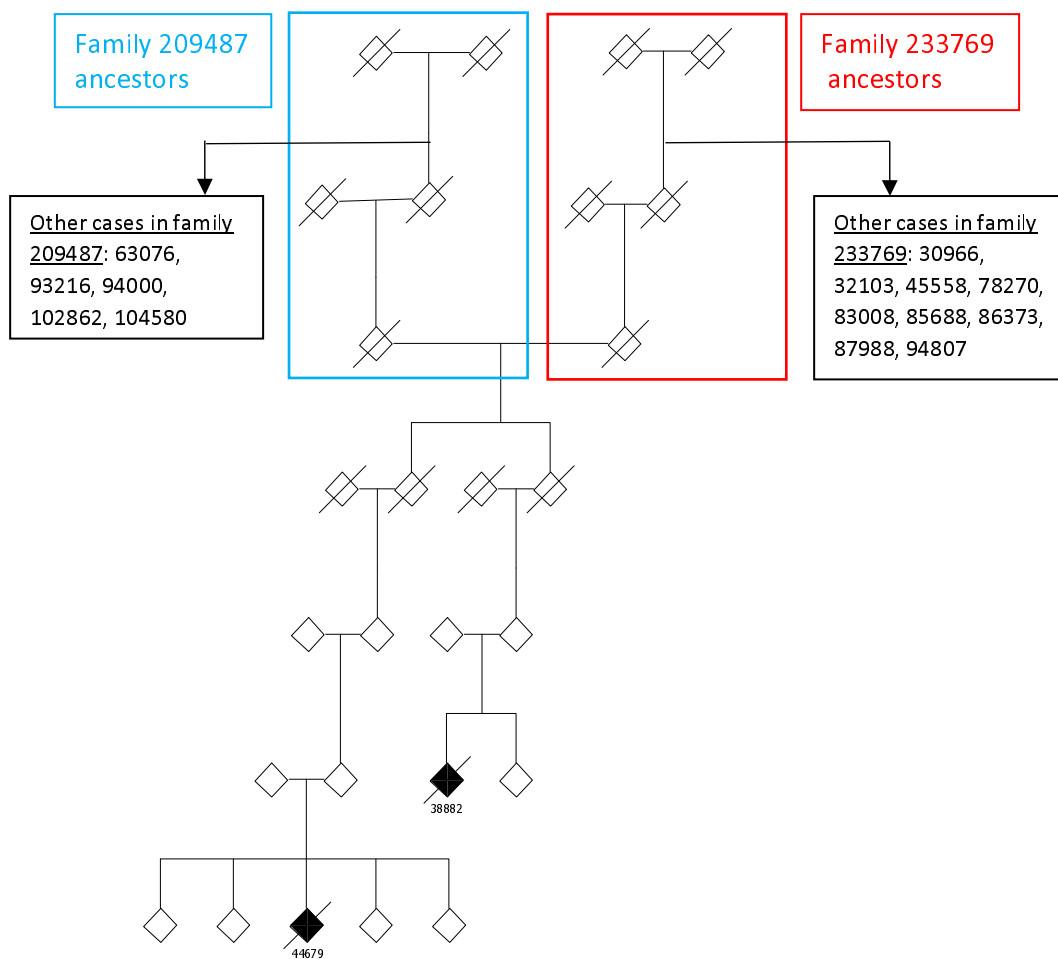 Family 209487
ancestors
Family 233769
ancestors
Other cases in family
209487: 63076,
93216, 94000,
102862, 104580
Other cases in family
233769: 30966,
32103, 45558, 78270,
83008, 85688, 86373,
87988, 94807
38882
44679